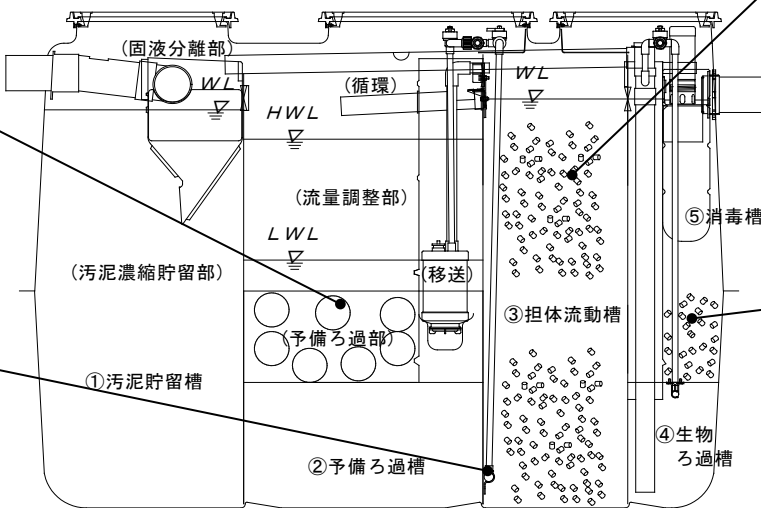 (固液分離部)
WL
HWL
(循環)
WL
(流量調整部)
⑤消毒槽
LWL
(汚泥濃縮貯留部)
(移送)
③担体流動槽
(予備ろ過部)
①汚泥貯留槽
④生物
ろ過槽
②予備ろ過槽